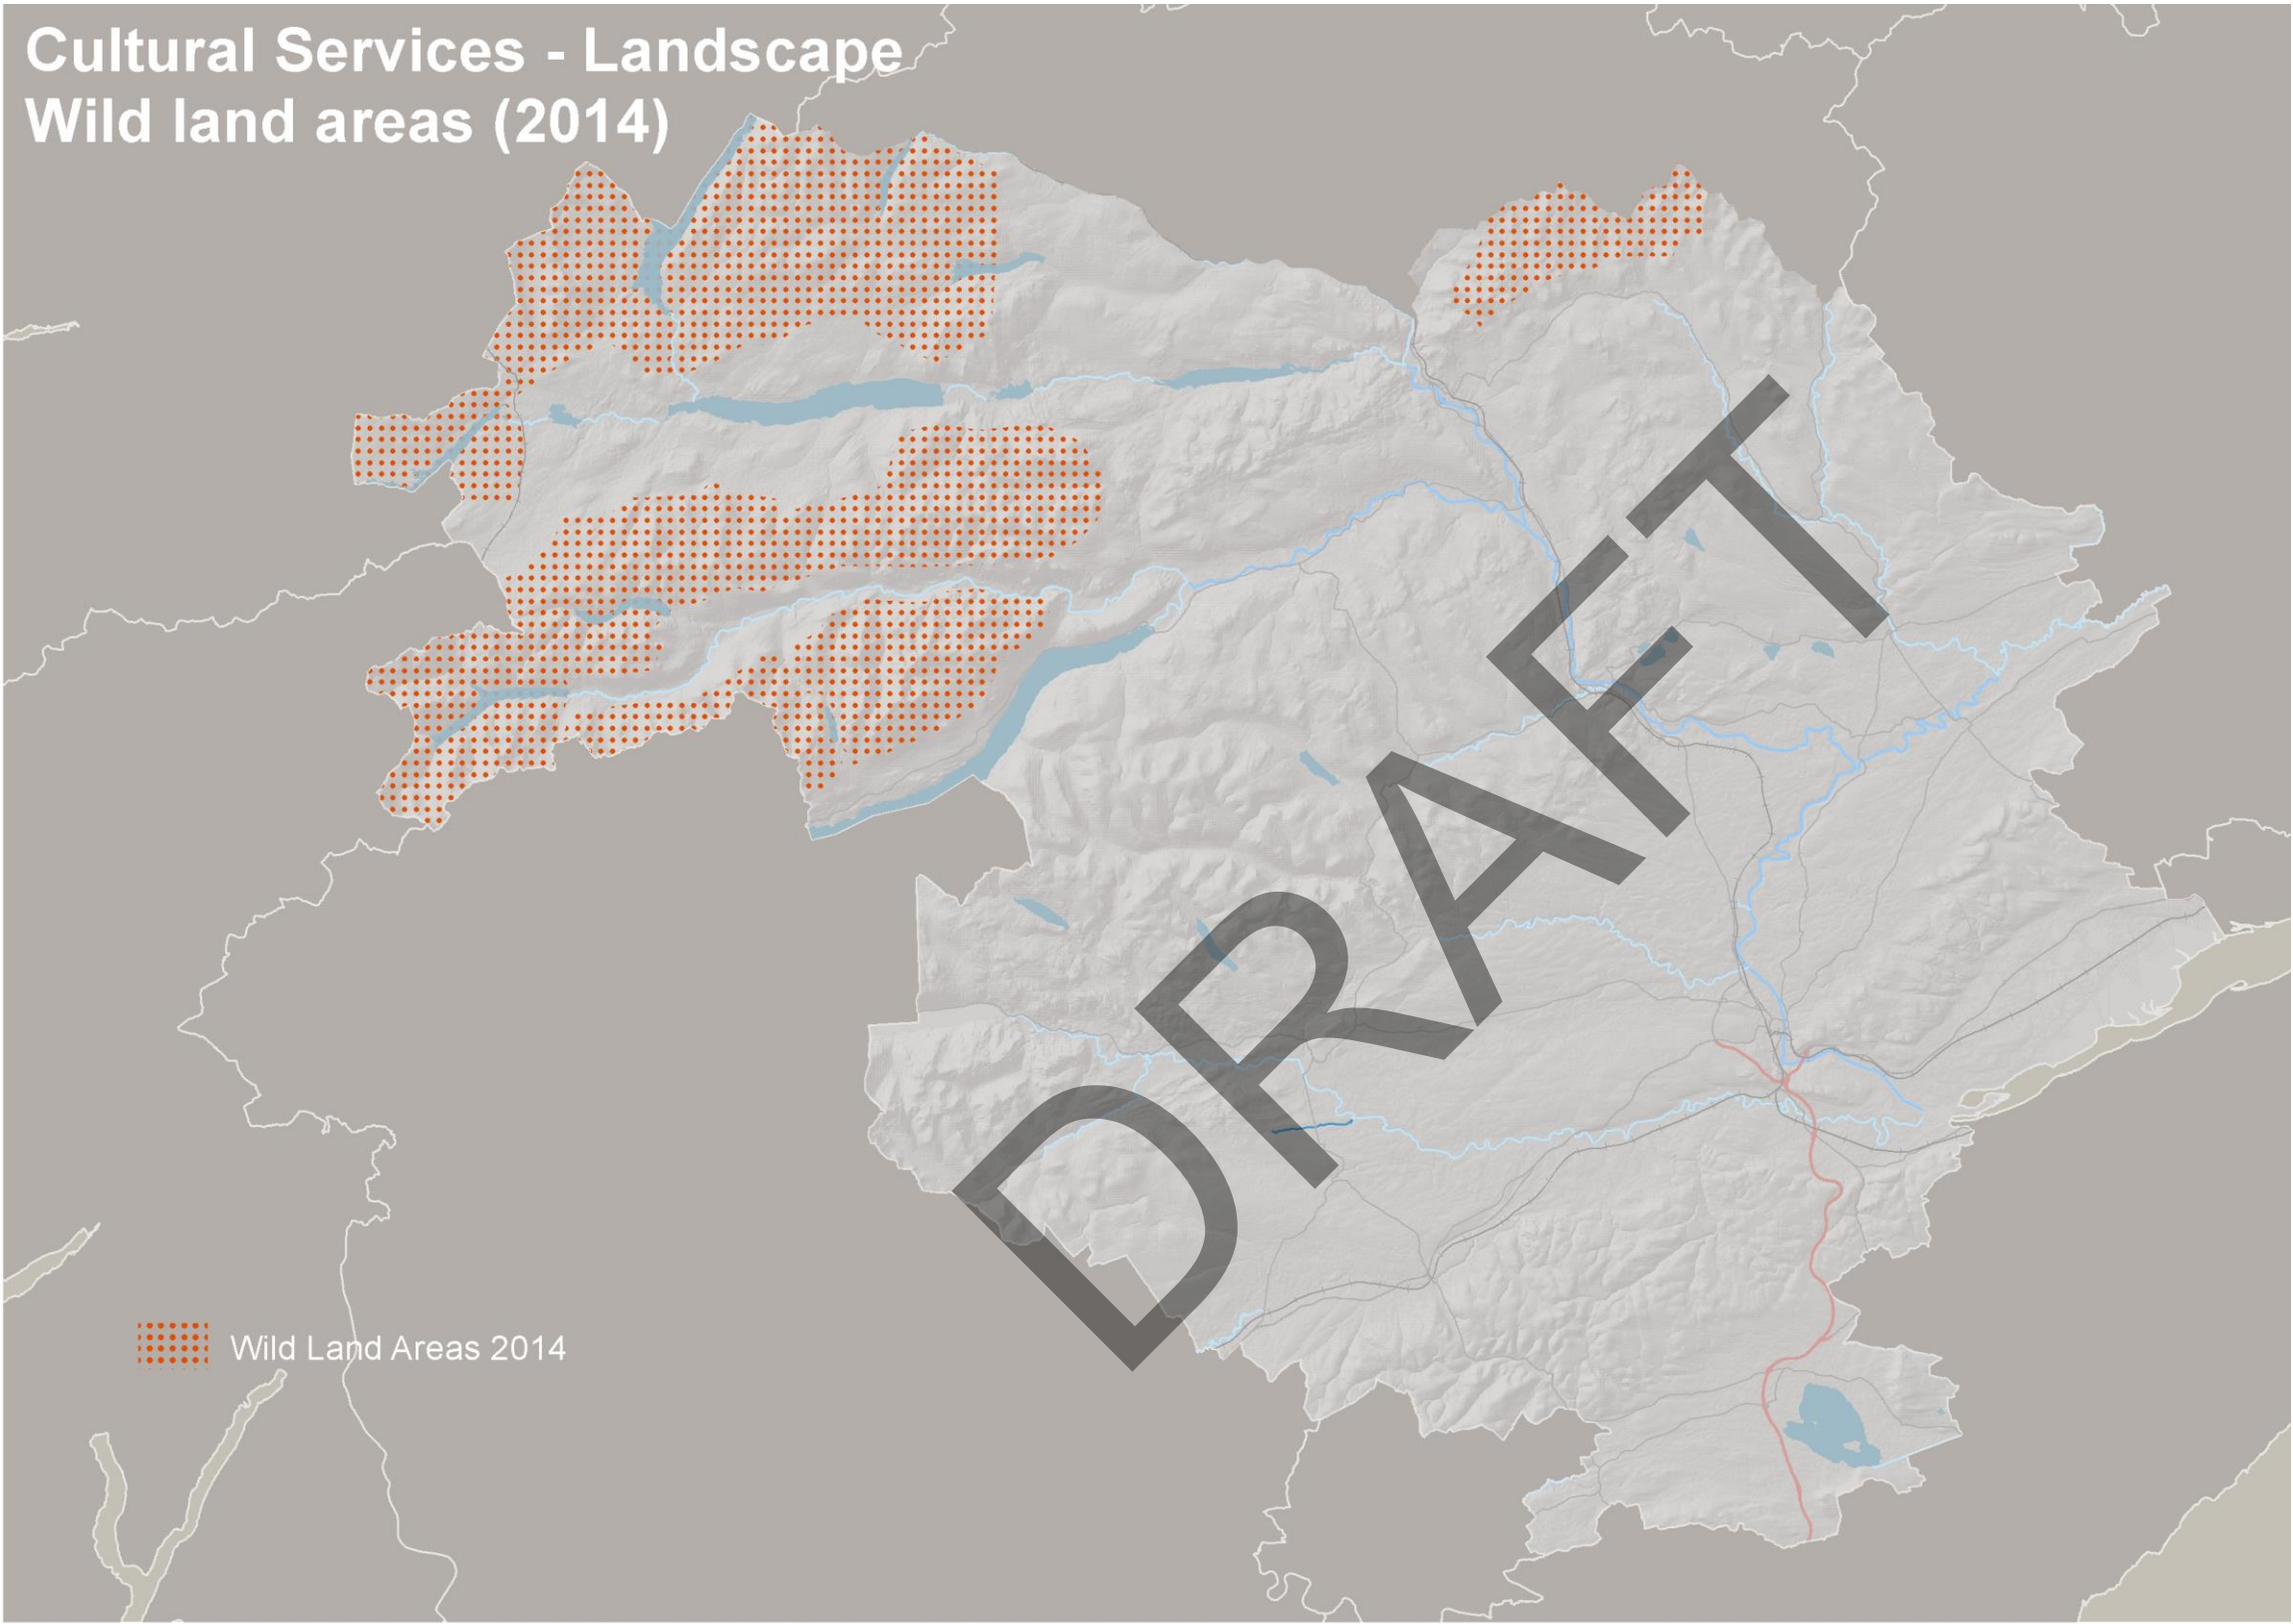 Cultural Services - Landscape
Wild land areas (2014)
DRAFT
Wild Land Areas 2014